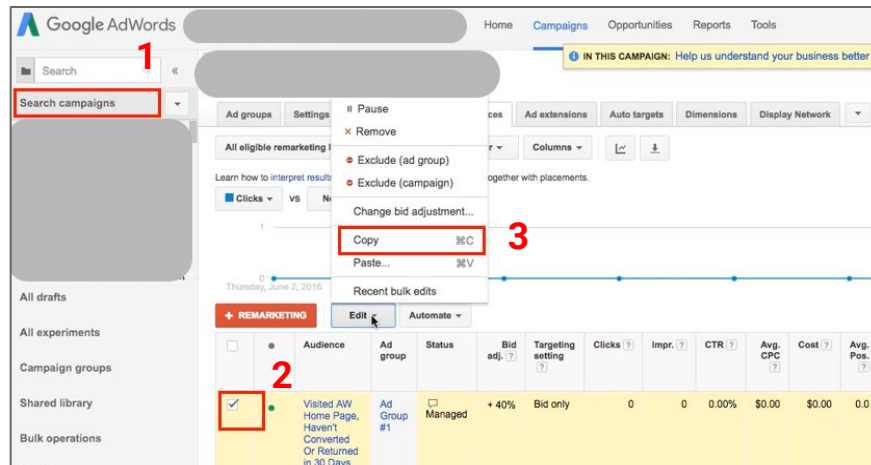 Google AdWords
Home Campaigns Opportunities Reports Tools
1
IN THIS CAMPAIGN: Help us understand your business better
Search
«
Search campaigns
Ad groups Settings ces Ad extensions Auto targets Dimensions Display Network
Pause
Remove
All eligible remarketing Columns
Exclude (ad group)
Learn how to interpret results ogether with placements.
Exclude (campaign)
Clicks VS
Change bid adjustment...
1
Copy ⌘C
3
Paste... ⌘V
0
Thursday, June 2, 2016
Recent bulk edits
All drafts
+ REMARKETING Edit Automate
All experiments
Campaign groups
Shared library
Bulk operations
Audience Ad group Status Bid adj. ? Targeting setting ? Clicks ? Impr. ? CTR ? Avg. CPC ? Cost ? Avg. Pos. ?
2
Visited AW Ad Managed + 40% Bid only 0 0 0.00% $0.00 $0.00 0.0
Home Page, Group
Haven't #1
Converted
Or Returned
in 30 Days